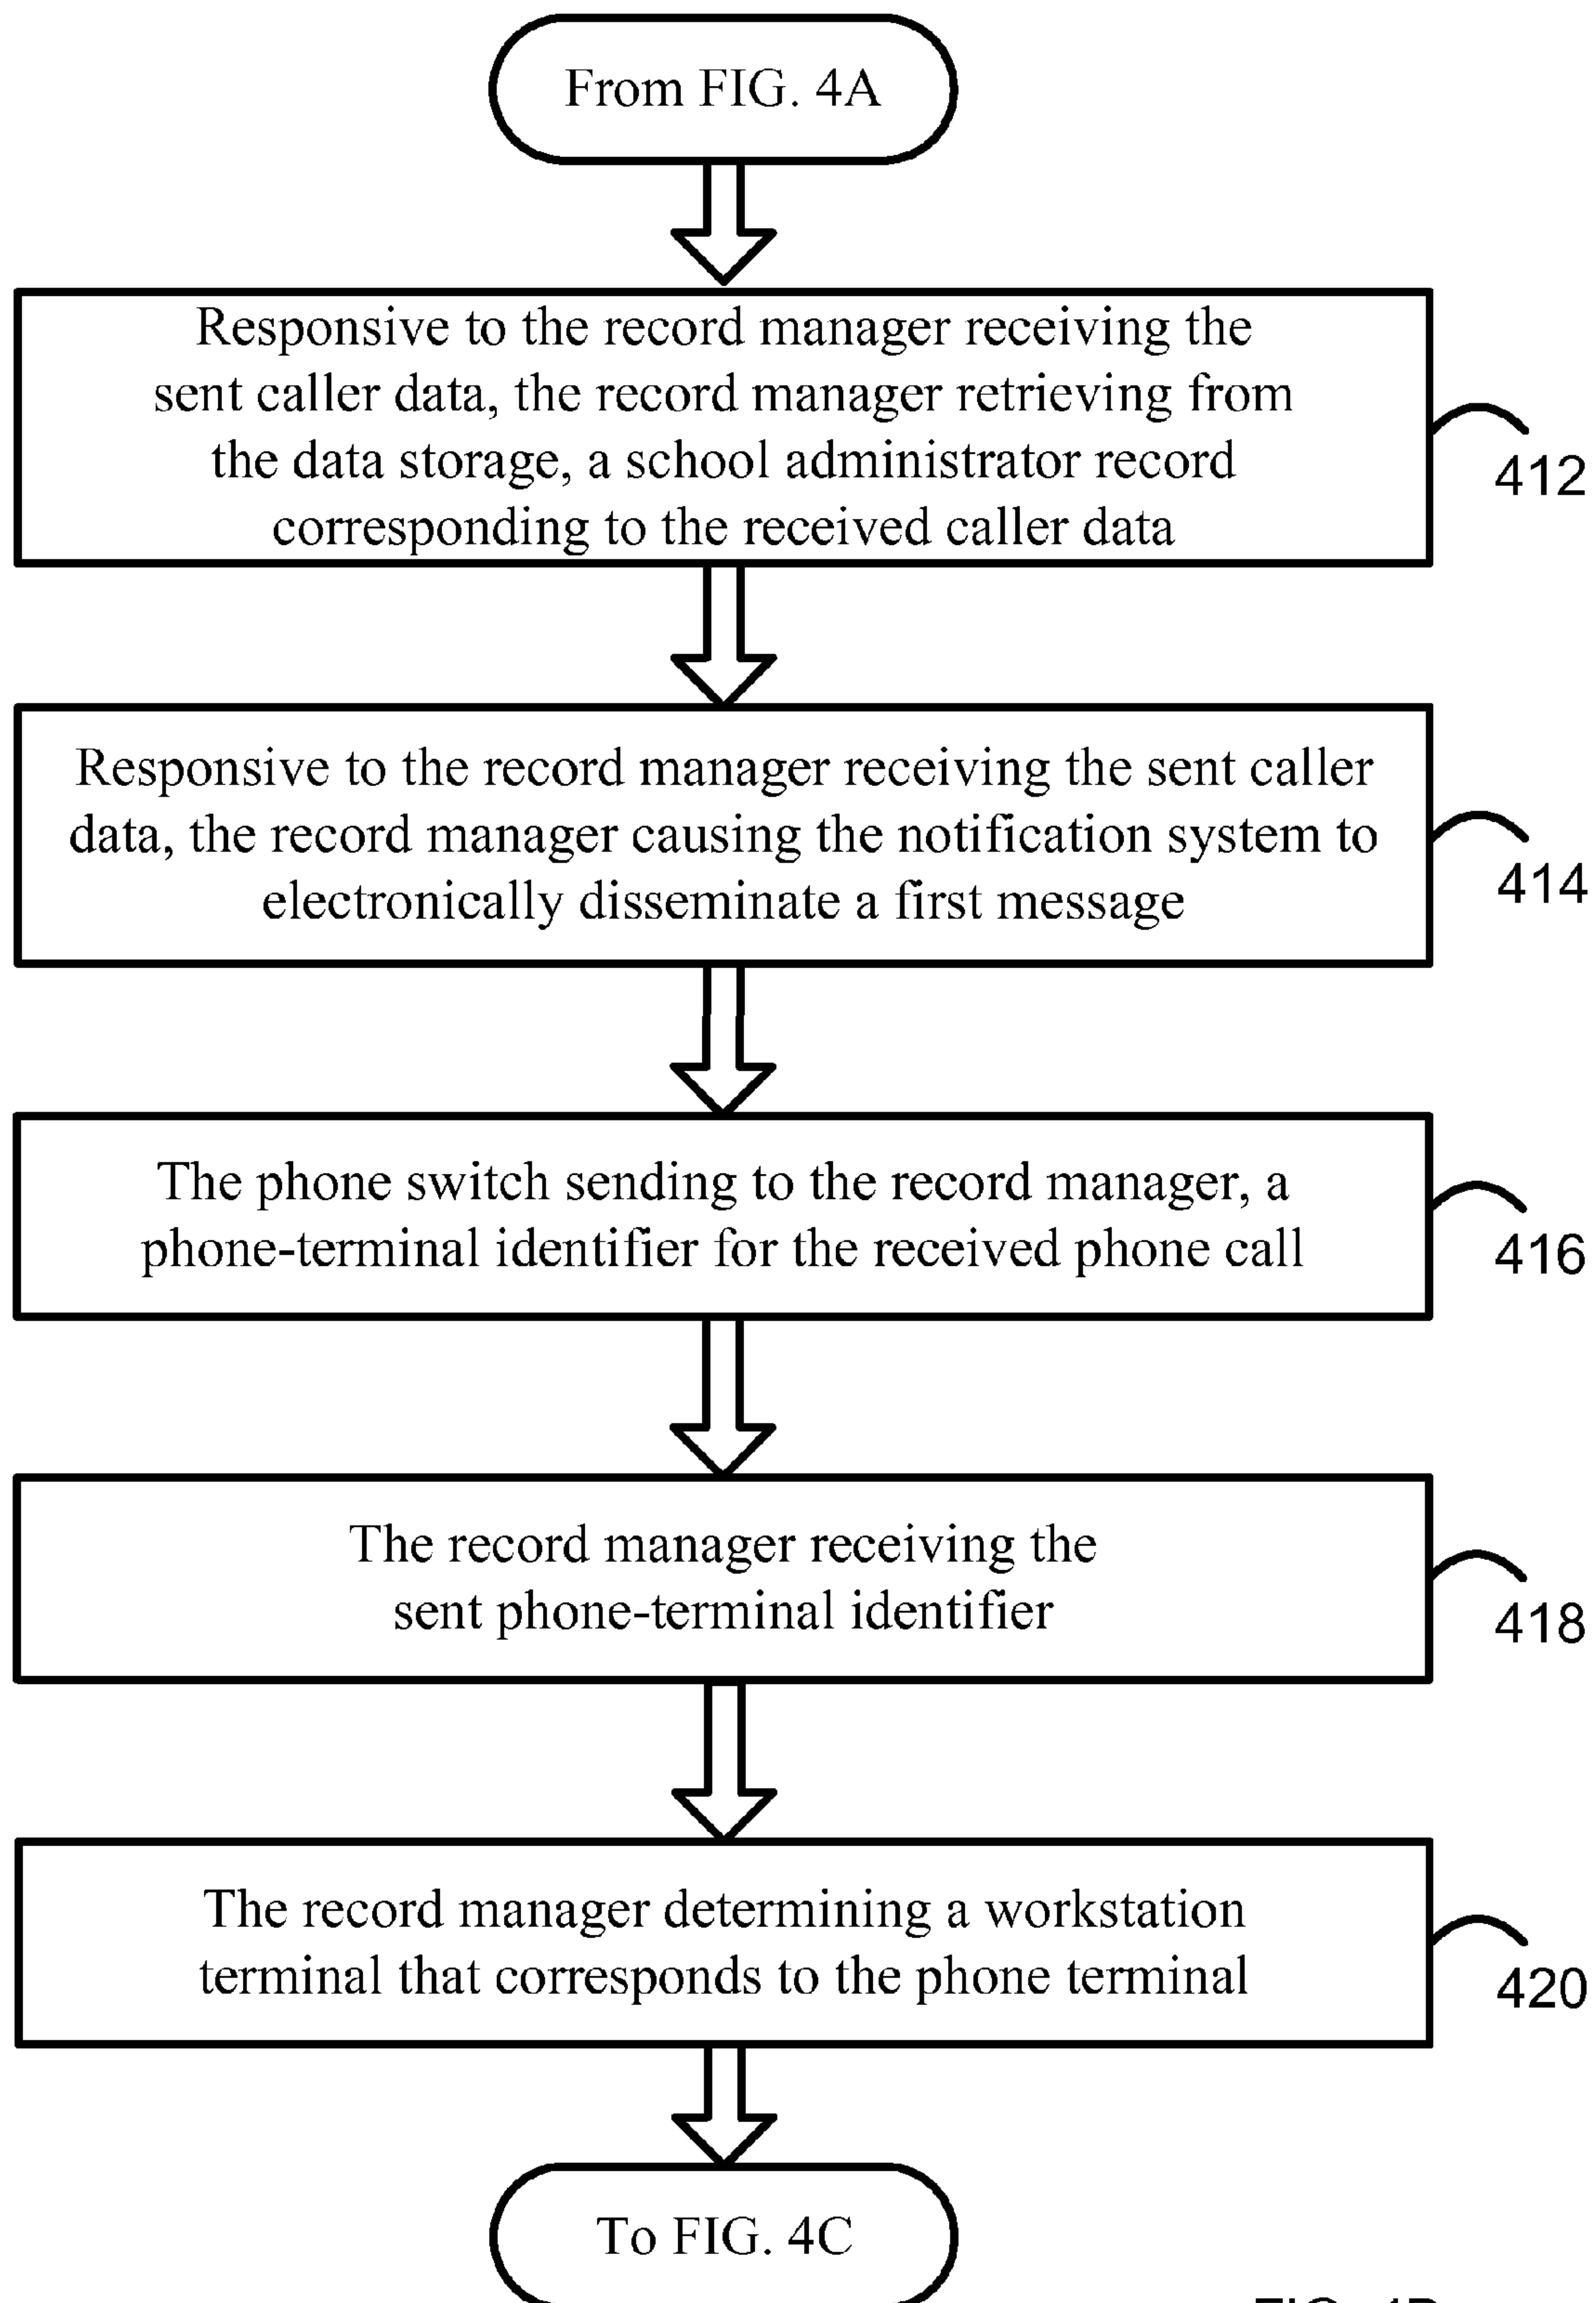 From FIG. 4A
Responsive to the record manager receiving the
sent caller data, the record manager retrieving from
the data storage, a school administrator record
corresponding to the received caller data
412
Responsive to the record manager receiving the sent caller
data, the record manager causing the notification system to
electronically disseminate a first message
414
The phone switch sending to the record manager, a
phone-terminal identifier for the received phone call
416
The record manager receiving the
sent phone-terminal identifier
418
The record manager determining a workstation
terminal that corresponds to the phone terminal
420
To FIG. 4C